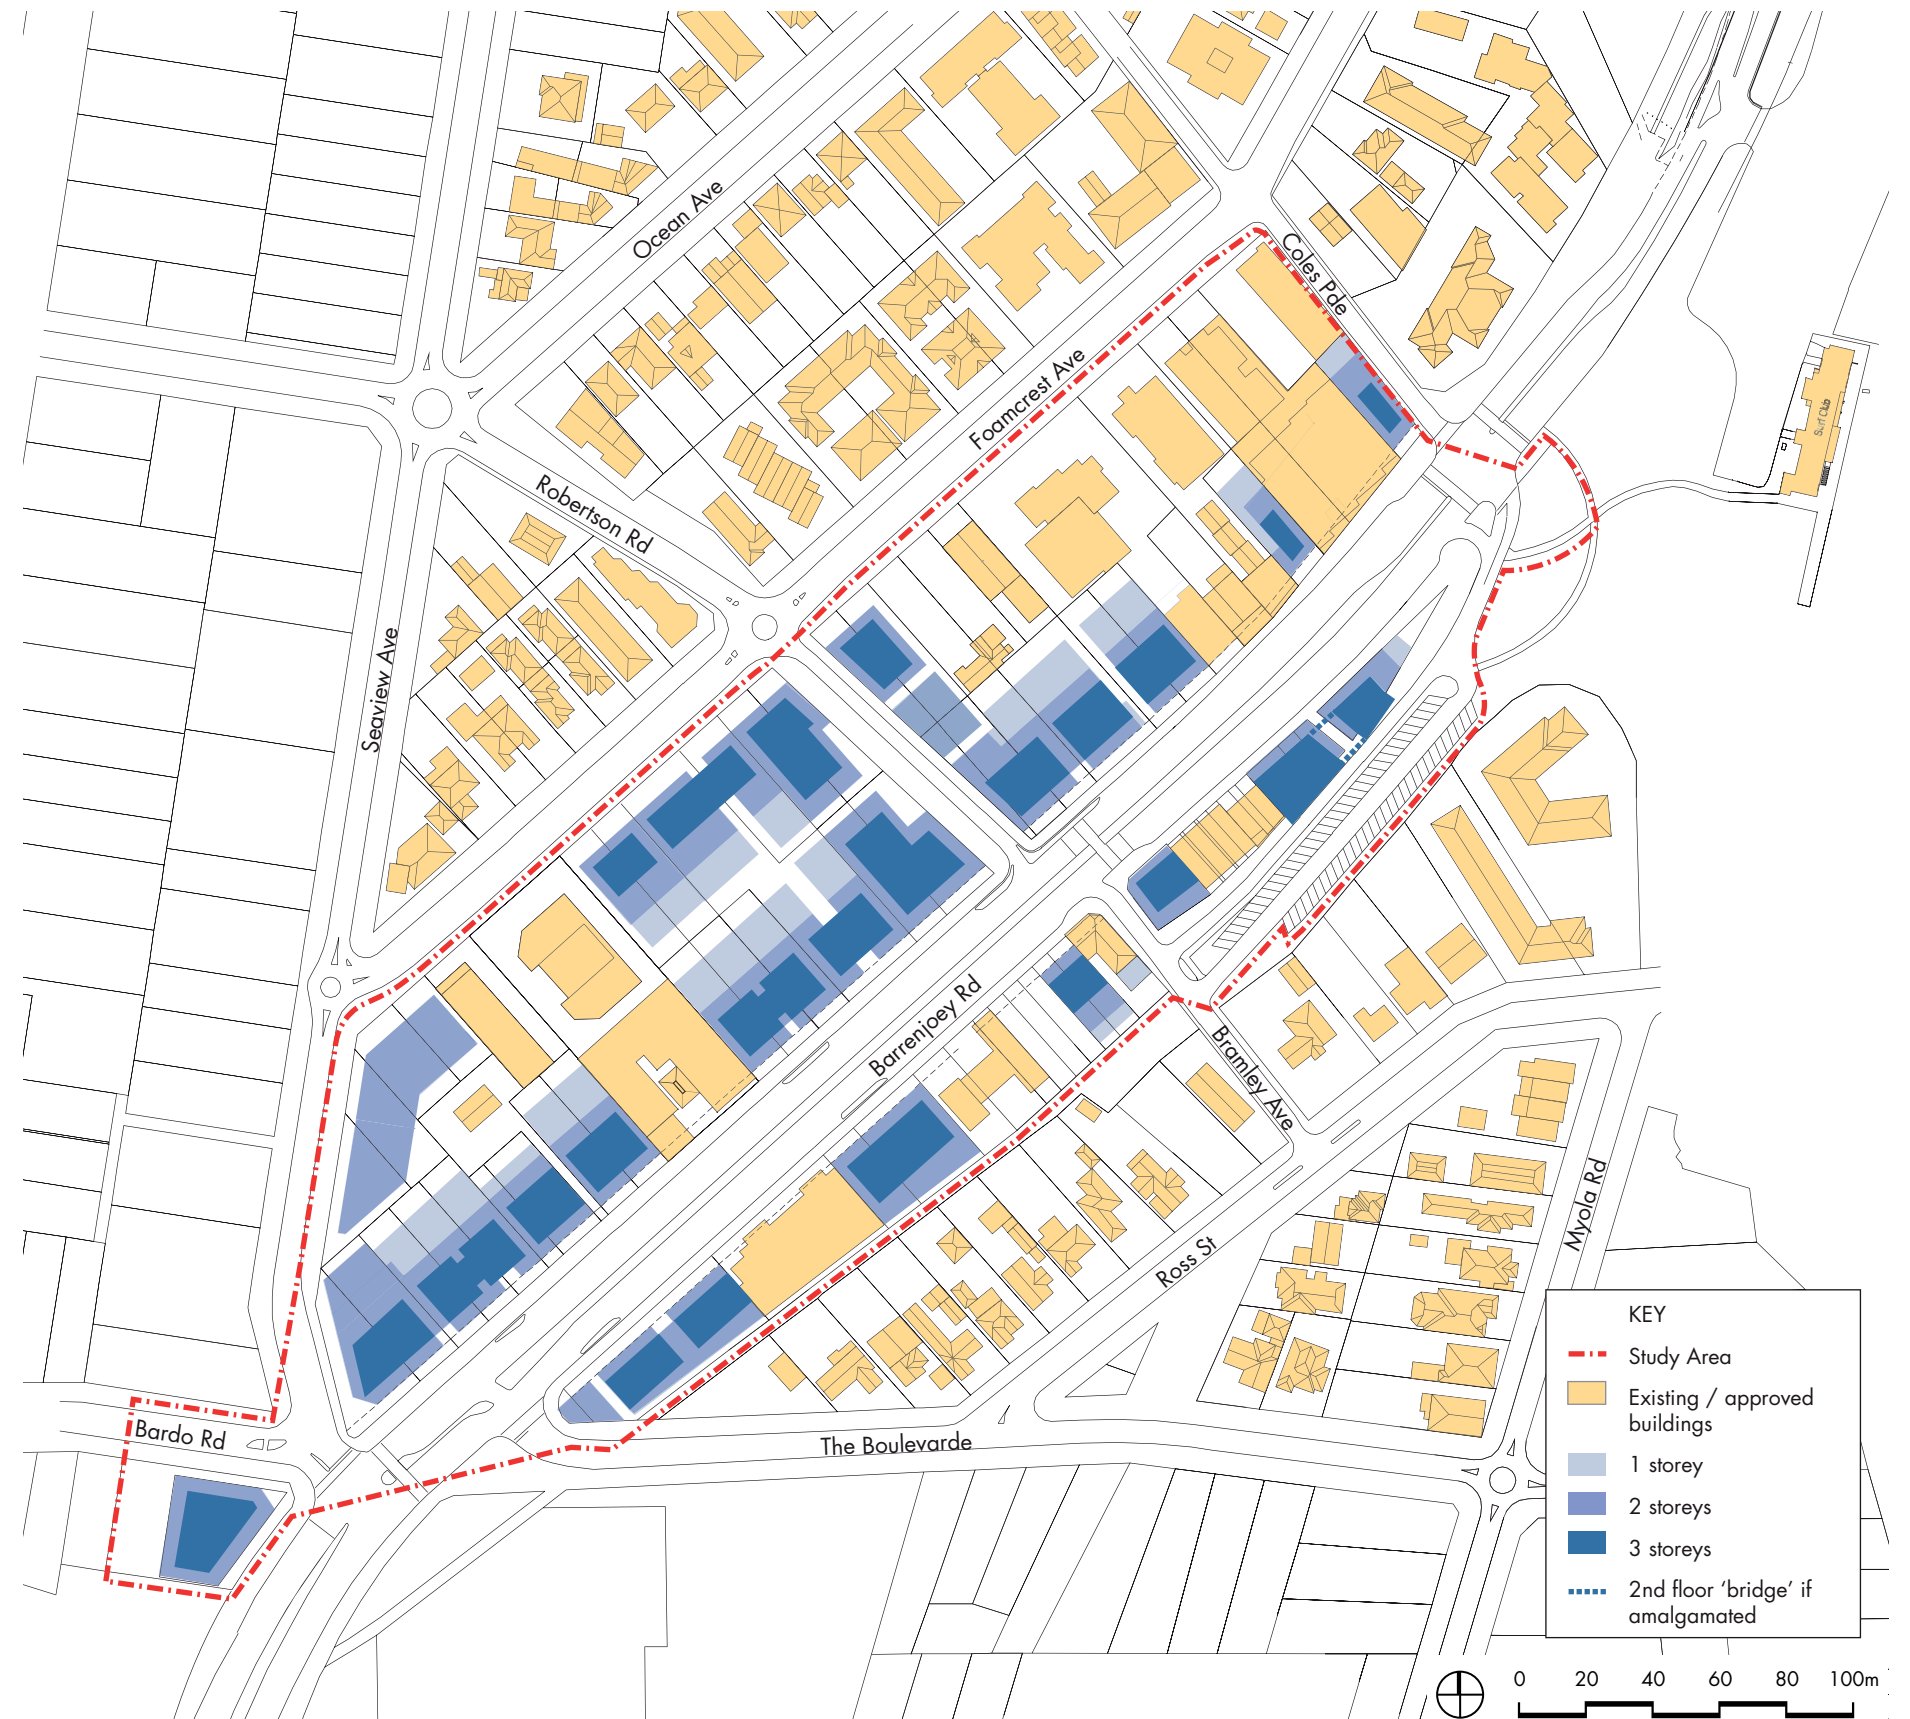 Ocean Ave
Coles Pde
Foamcrest Ave
Surf Club
Robertson Rd
Seaview Ave
Barrenjoey Rd
Bramley Ave
Myola Rd
Ross St
The Boulevarde
Bardo Rd
KEY
Study Area
Existing / approved
buildings
1 storey
2 storeys
3 storeys
2nd floor ‘bridge’ if
amalgamated
0 20 40 60 80 100m